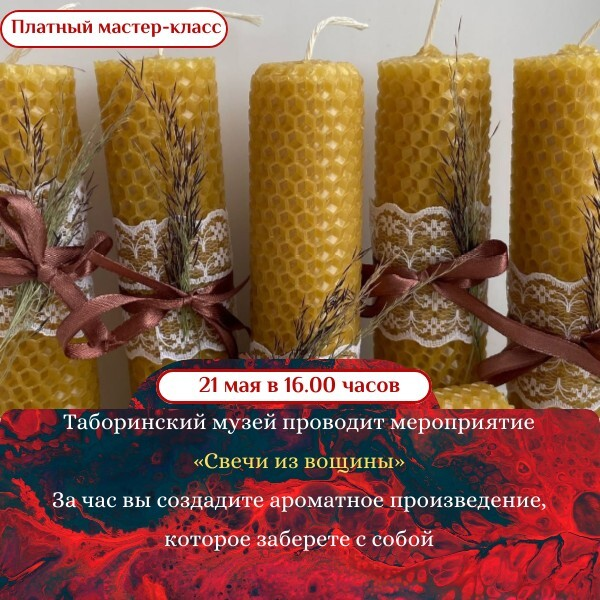 Платный мастер-класс
21 мая в 16.00 часов
Таборинский музей проводит мероприятие
«Свечи из вощины»
За час вы создадите ароматное произведение,
которое заберете с собой